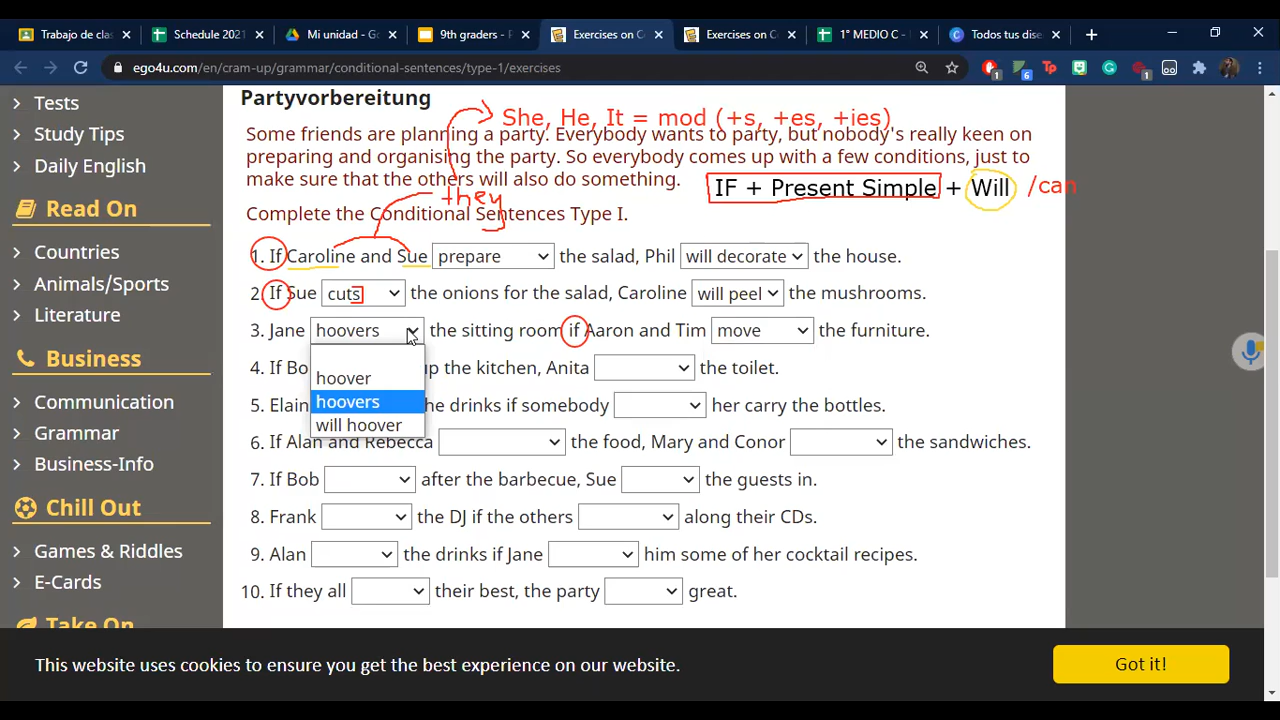 Trabajo de cla
Schedule 2021
Mi unidad - Go
9th graders - P
Exercises on C
Exercises on C
1° MEDIO C -
Todos tus dise
ego4u.com/en/cram-up/grammar/conditional-sentences/type-1/exercises
1
6
Tp
1
Tests
Study Tips
Daily English
Read On
Countries
Animals/Sports
Literature
Business
Communication
Grammar
Business-Info
Chill Out
Games & Riddles
E-Cards
Take On
Partyvorbereitung
She, He, It = mod (+s, +es, +ies)
Some friends are planning a party. Everybody wants to party, but nobody's really keen on
preparing and organising the party. So everybody comes up with a few conditions, just to
make sure that the others will also do something.
IF + Present Simple + Will /can
they
Complete the Conditional Sentences Type I.
1. If Caroline and Sue prepare the salad, Phil will decorate the house.
2. If Sue cuts the onions for the salad, Caroline will peel the mushrooms.
3. Jane hoovers the sitting room if Aaron and Tim move the furniture.
hoover
hoovers
will hoover
4. If Bo up the kitchen, Anita the toilet.
5. Elain he drinks if somebody her carry the bottles.
6. If Alan and Rebecca the food, Mary and Conor the sandwiches.
7. If Bob after the barbecue, Sue the guests in.
8. Frank the DJ if the others along their CDs.
9. Alan the drinks if Jane him some of her cocktail recipes.
10. If they all their best, the party great.
This website uses cookies to ensure you get the best experience on our website.
Got it!